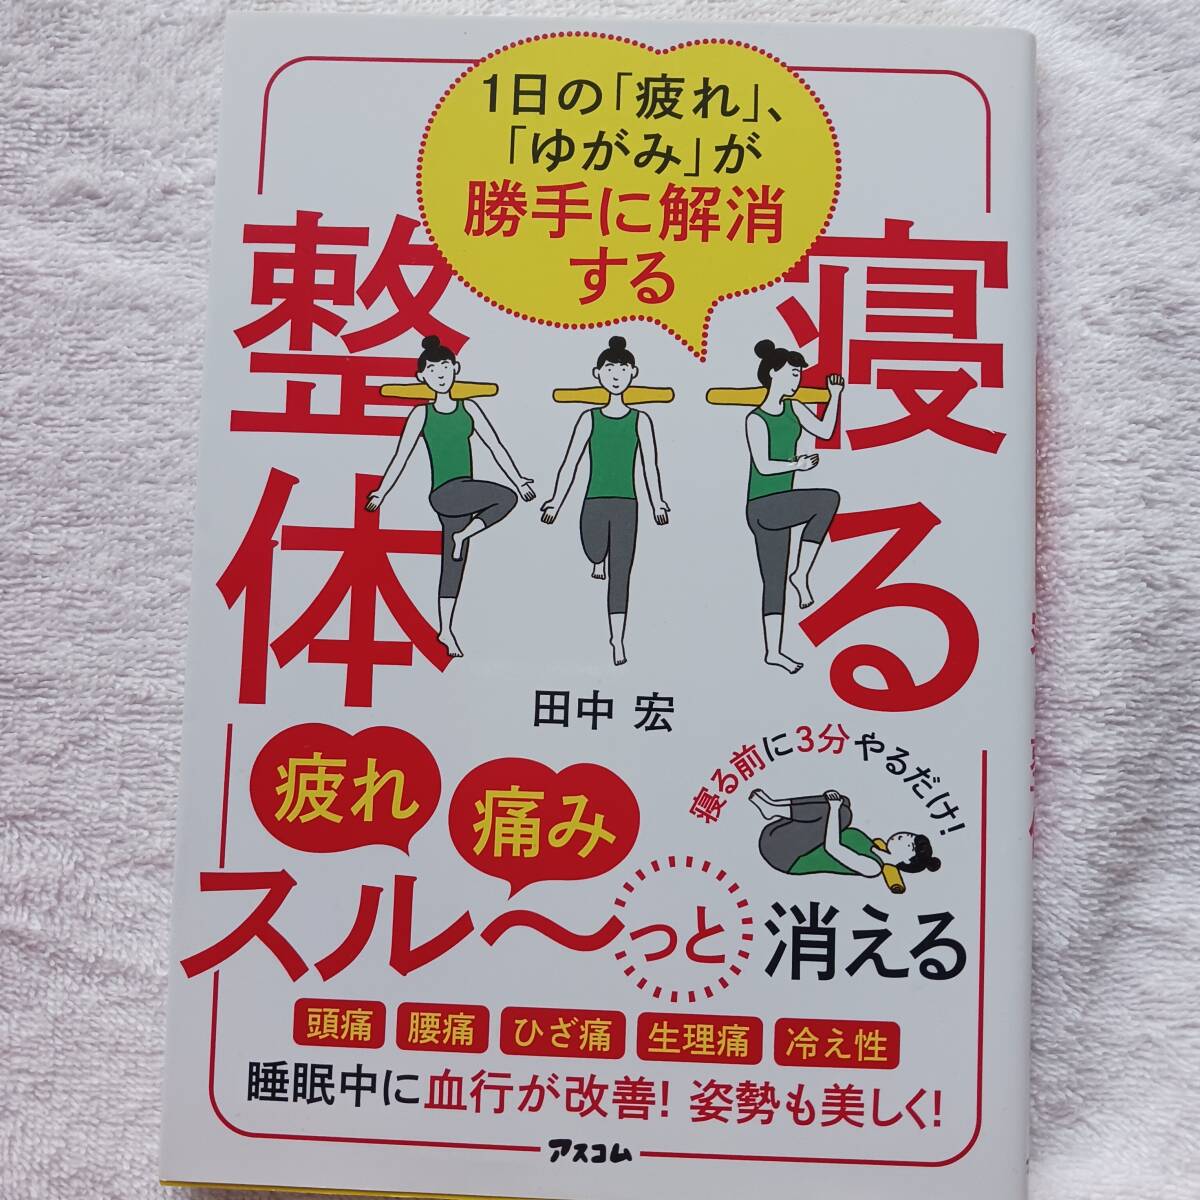 1日の「疲れ」、
「ゆがみ」が
勝手に解消
する
寝る
整体
田中 宏
寝る前に3分やるだけ!
疲れ
痛み
スル〜っと消える
頭痛
腰痛
ひざ痛
生理痛
冷え性
睡眠中に血行が改善! 姿勢も美しく!
アスコム